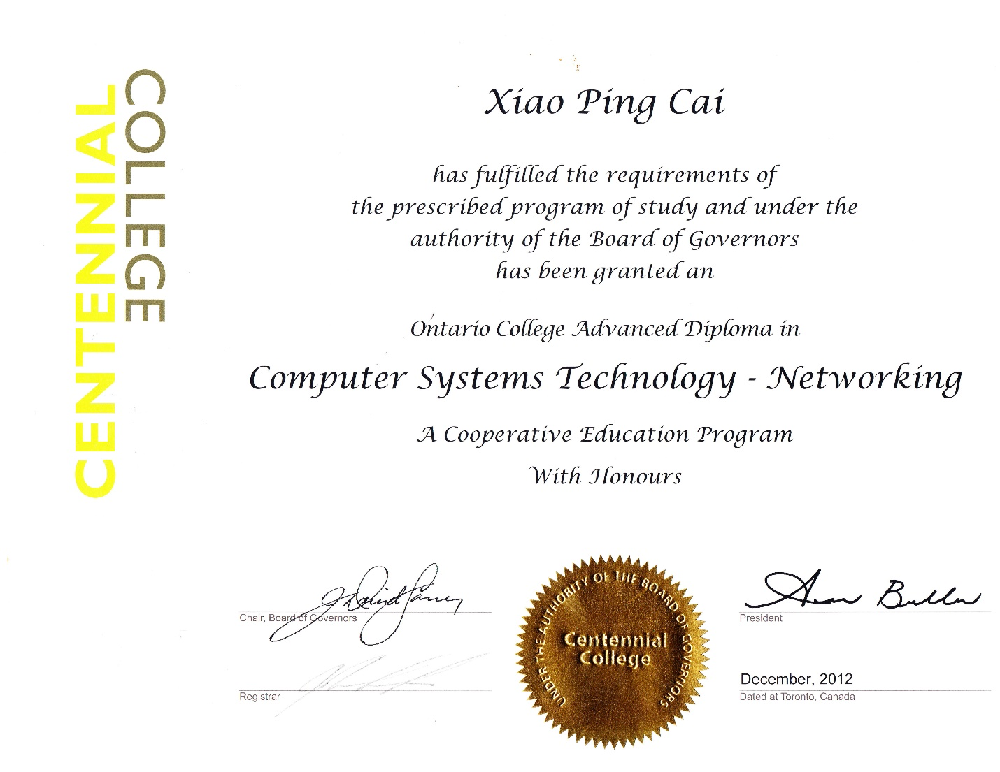 CENTENNIAL
COLLEGE
Xiao Ping Cai
has fulfilled the requirements of
the prescribed program of study and under the
authority of the Board of Governors
has been granted an
Ontario College Advanced Diploma in
Computer Systems Technology - Networking
A Cooperative Education Program
With Honours
Chair, Board of Governors
Registrar
UNDER THE AUTHORITY OF THE BOARD OF GOVERNORS
Centennial
College
President
December, 2012
Dated at Toronto, Canada